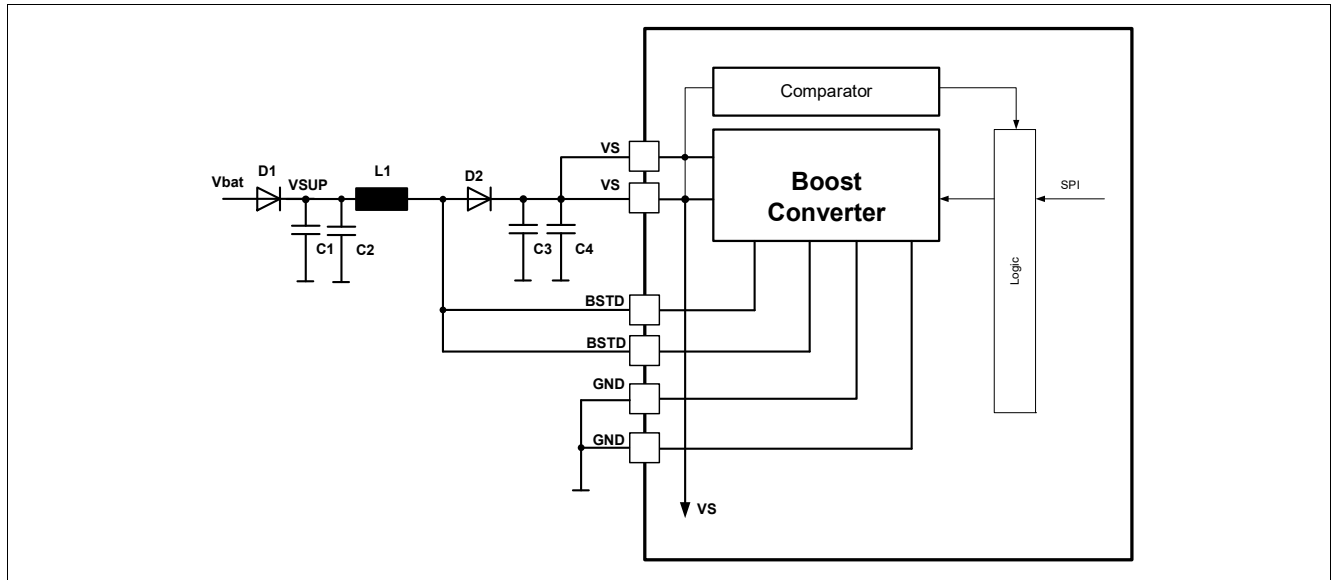 Comparator
VS
D1
L1
D2
VS
Vbat
VSUP
Boost
Converter
SPI
C1
C2
C3
C4
Logic
BSTD
BSTD
GND
GND
VS